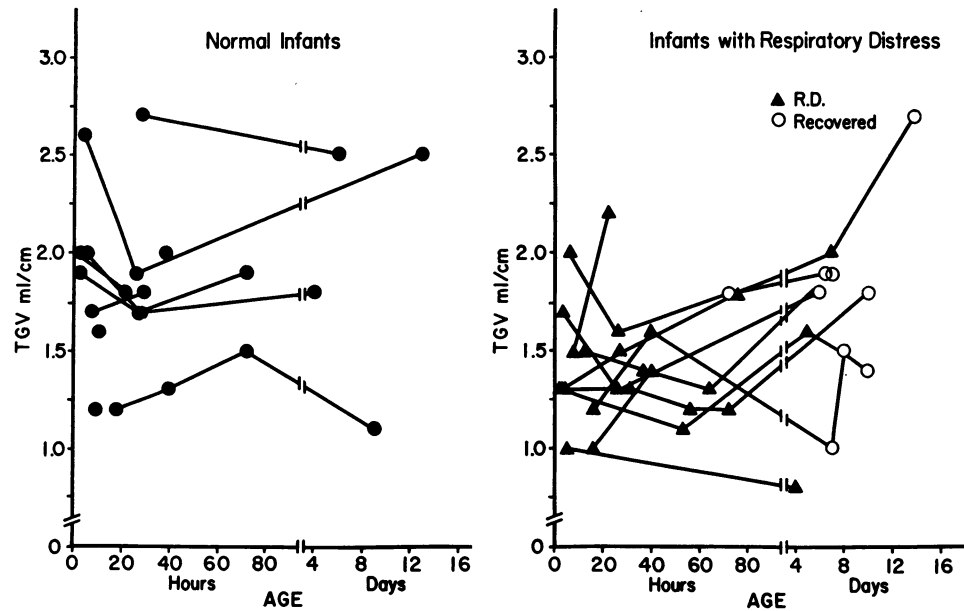 Normal Infants
TGV ml/cm
3.0
2.5
2.0
1.5
1.0
0
0 20 40 60 80 4 8 12 16
Hours Days
AGE
Infants with Respiratory Distress
R.D.
Recovered
TGV ml/cm
3.0
2.5
2.0
1.5
1.0
0
0 20 40 60 80 4 8 12 16
Hours Days
AGE